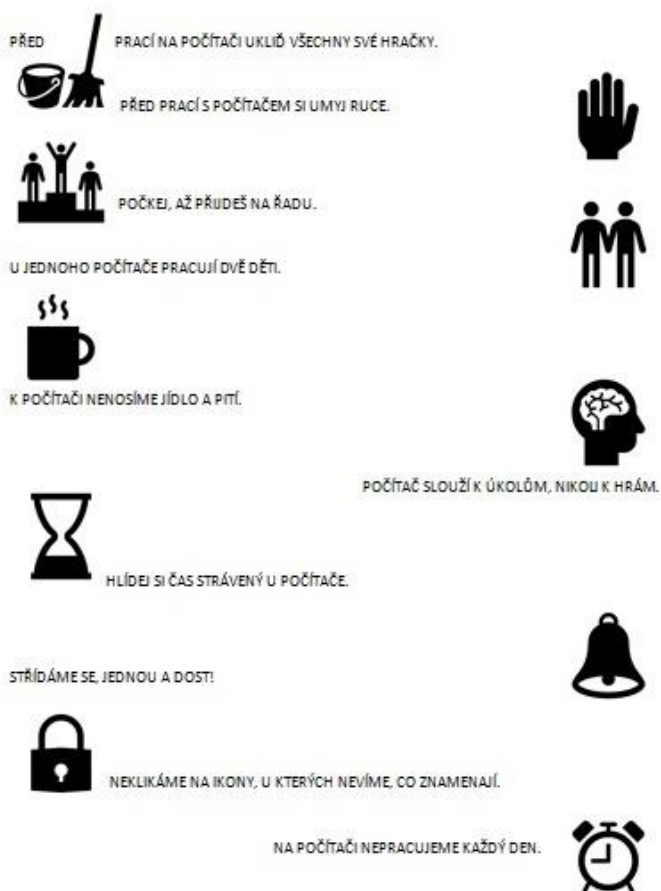 PŘED PRACÍ NA POČÍTAČI UKLIĎ VŠECHNY SVÉ HRAČKY.
PŘED PRACÍ S POČÍTAČEM SI UMYJ RUCE.
POČKEJ, AŽ PŘIJDEŠ NA ŘADU.
U JEDNOHO POČÍTAČE PRACUJÍ DVĚ DĚTI.
K POČÍTAČI NENOSÍME JÍDLO A PITÍ.
POČÍTAČ SLOUŽÍ K ÚKOLŮM, NIKOLI K HRÁM.
HLÍDEJ SI ČAS STRÁVENÝ U POČÍTAČE.
STŘÍDÁME SE, JEDNOU A DOST!
NEKLIKÁME NA IKONY, U KTERÝCH NEVÍME, CO ZNAMENAJÍ.
NA POČÍTAČI NEPRACUJEME KAŽDÝ DEN.